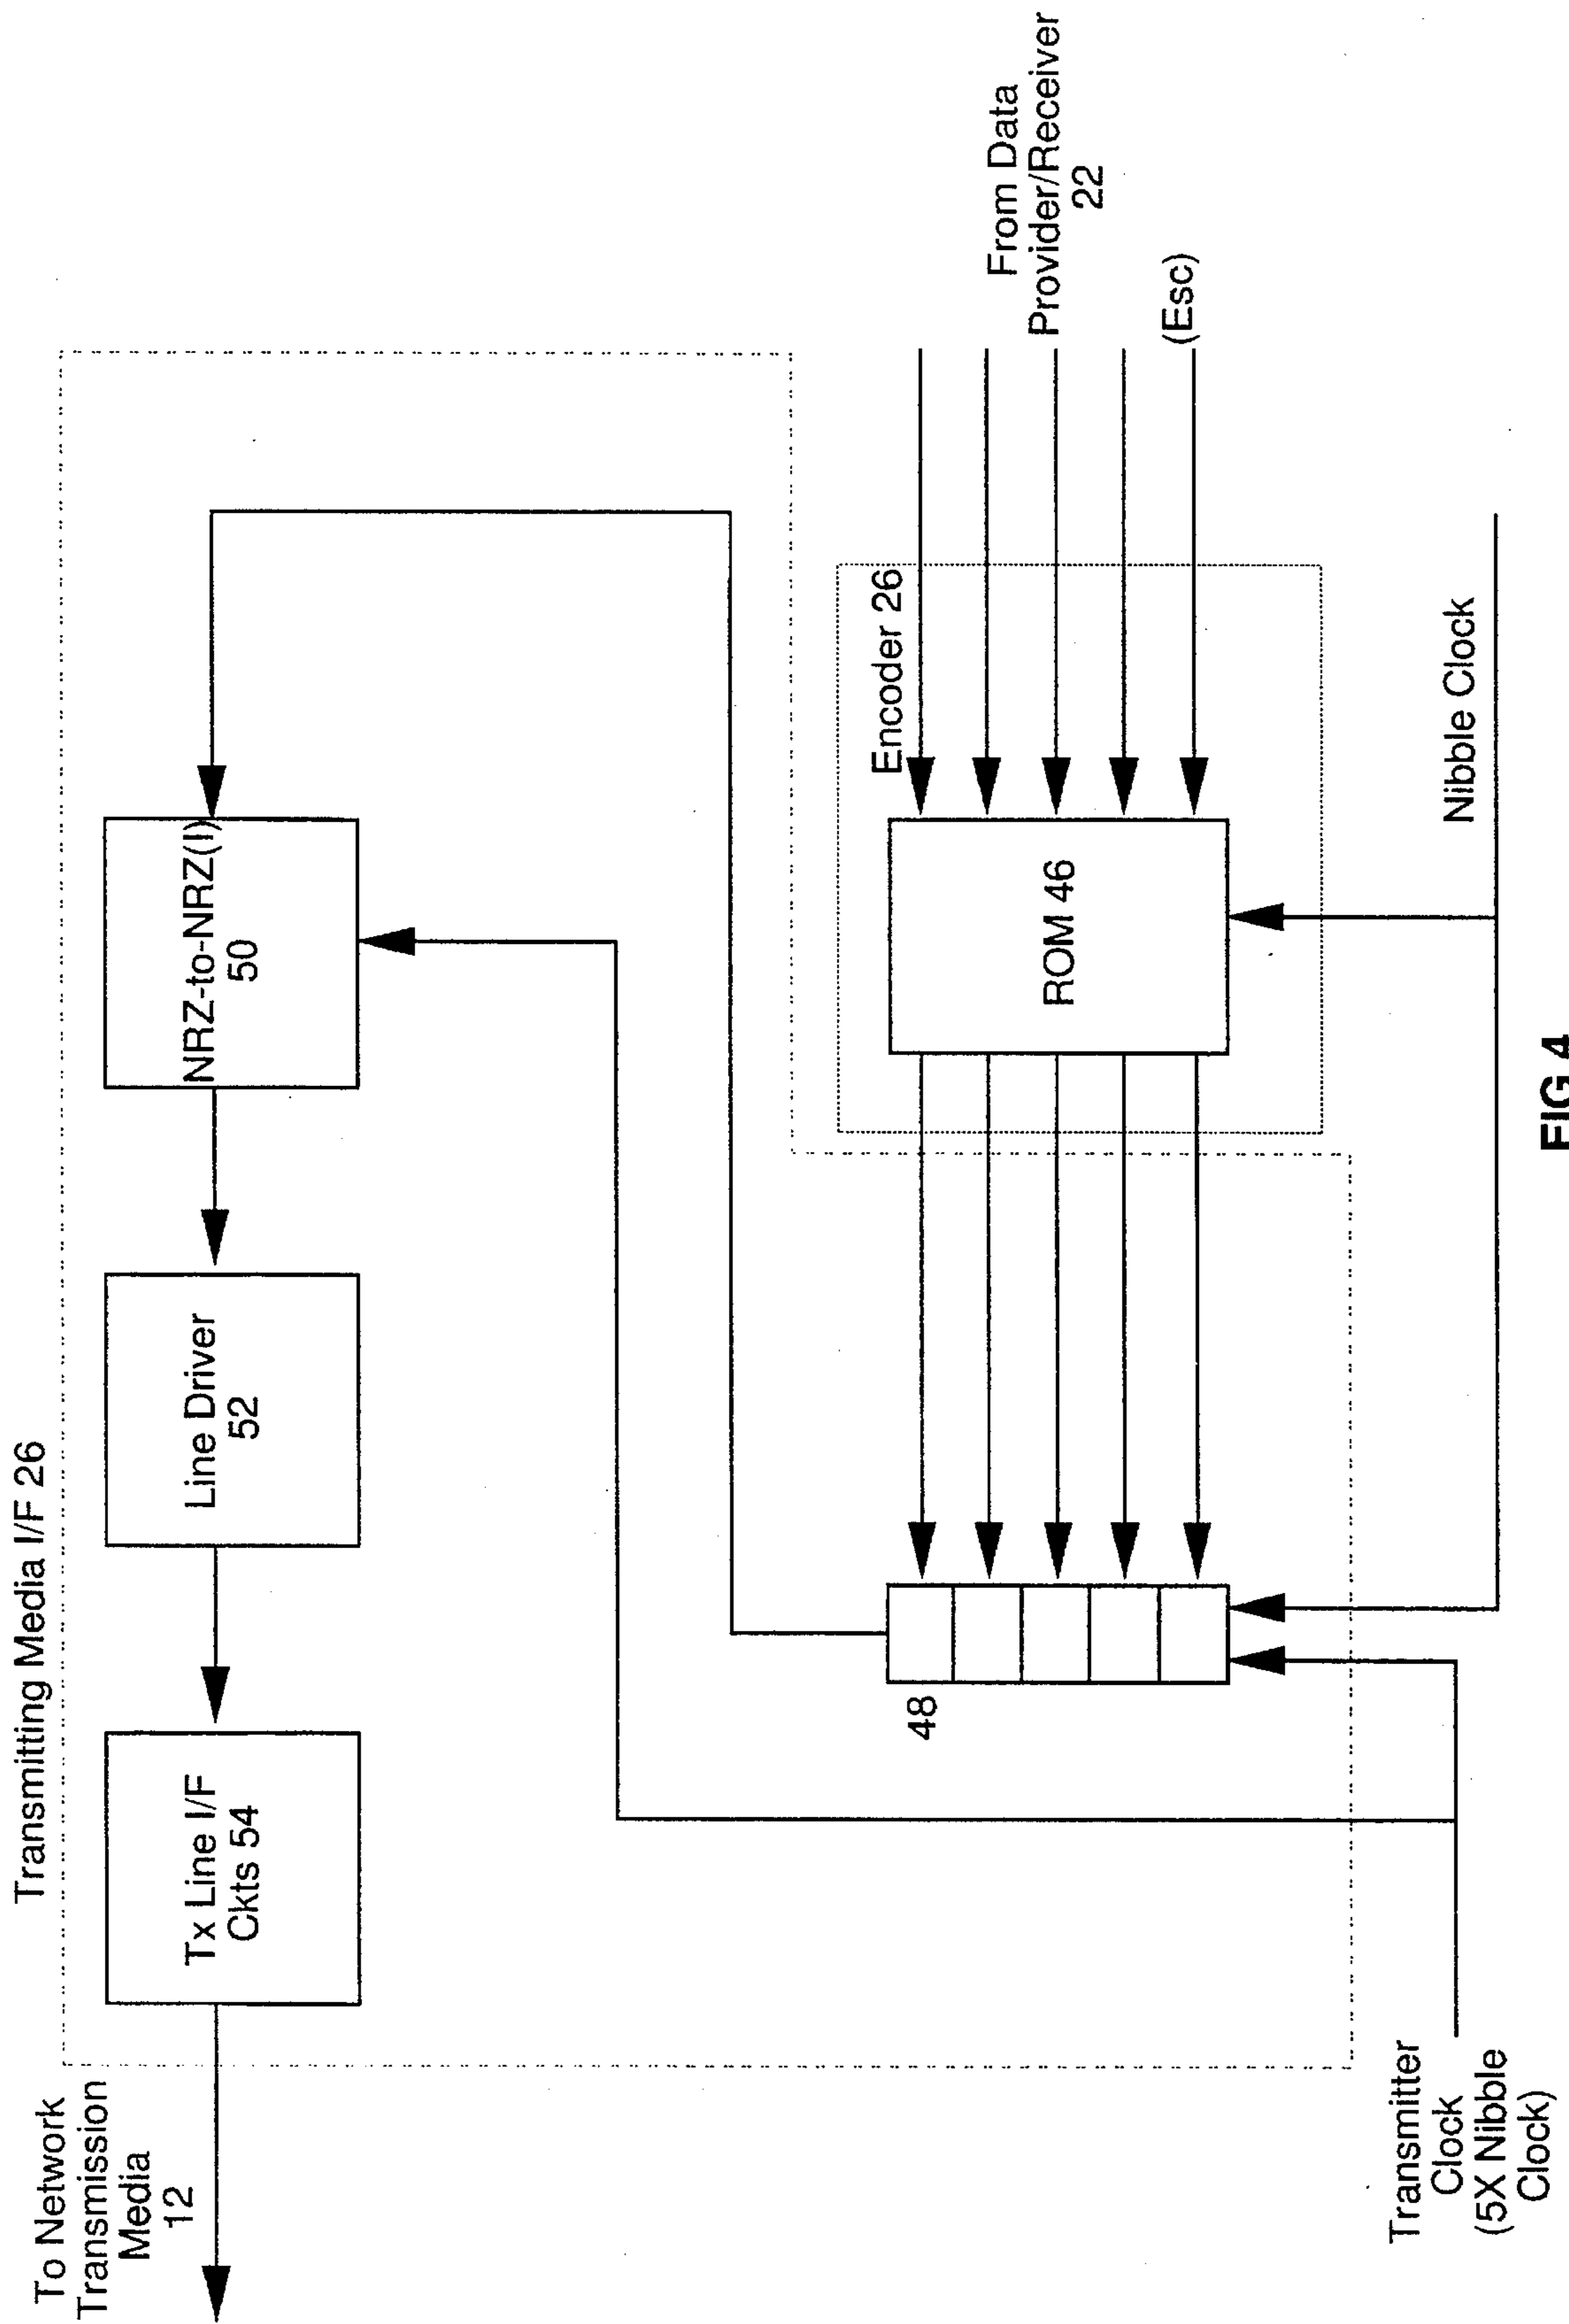 Transmitting Media I/F 26
To Network
Transmission
Media
12
Tx Line I/F
Ckts 54
Line Driver
52
NRZ-to-NRZ(I)
50
48
Encoder 26
ROM 46
From Data
Provider/Receiver
22
(Esc)
Transmitter
Clock
(5X Nibble
Clock)
Nibble Clock
FIG 4